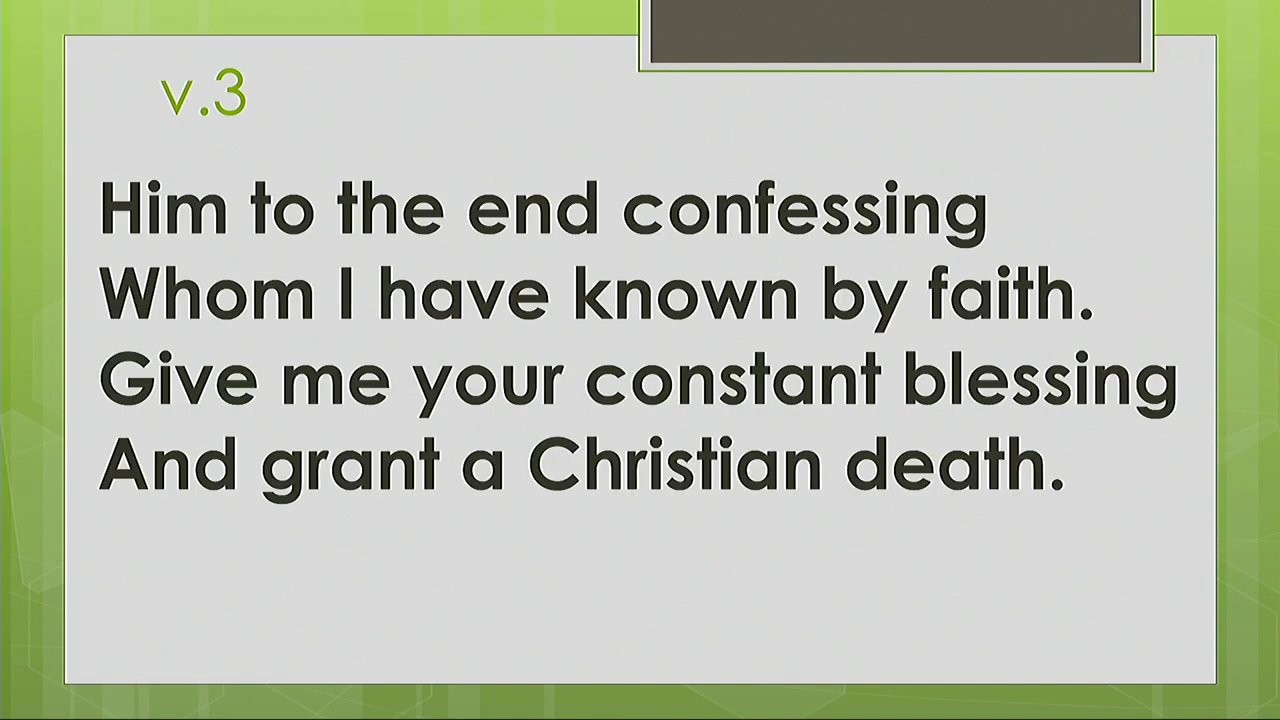 v.3
Him to the end confessing
Whom I have known by faith.
Give me your constant blessing
And grant a Christian death.